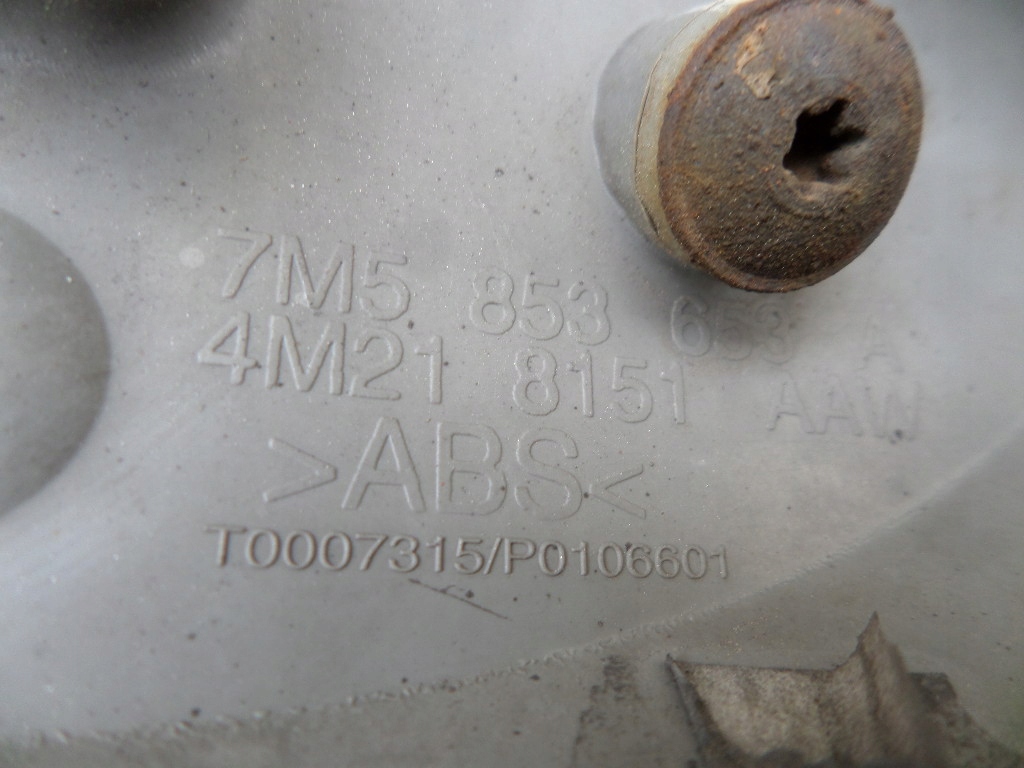 7M5 853 653 A
4M21 8151 AAW
>ABS<
T0007315/P0106601